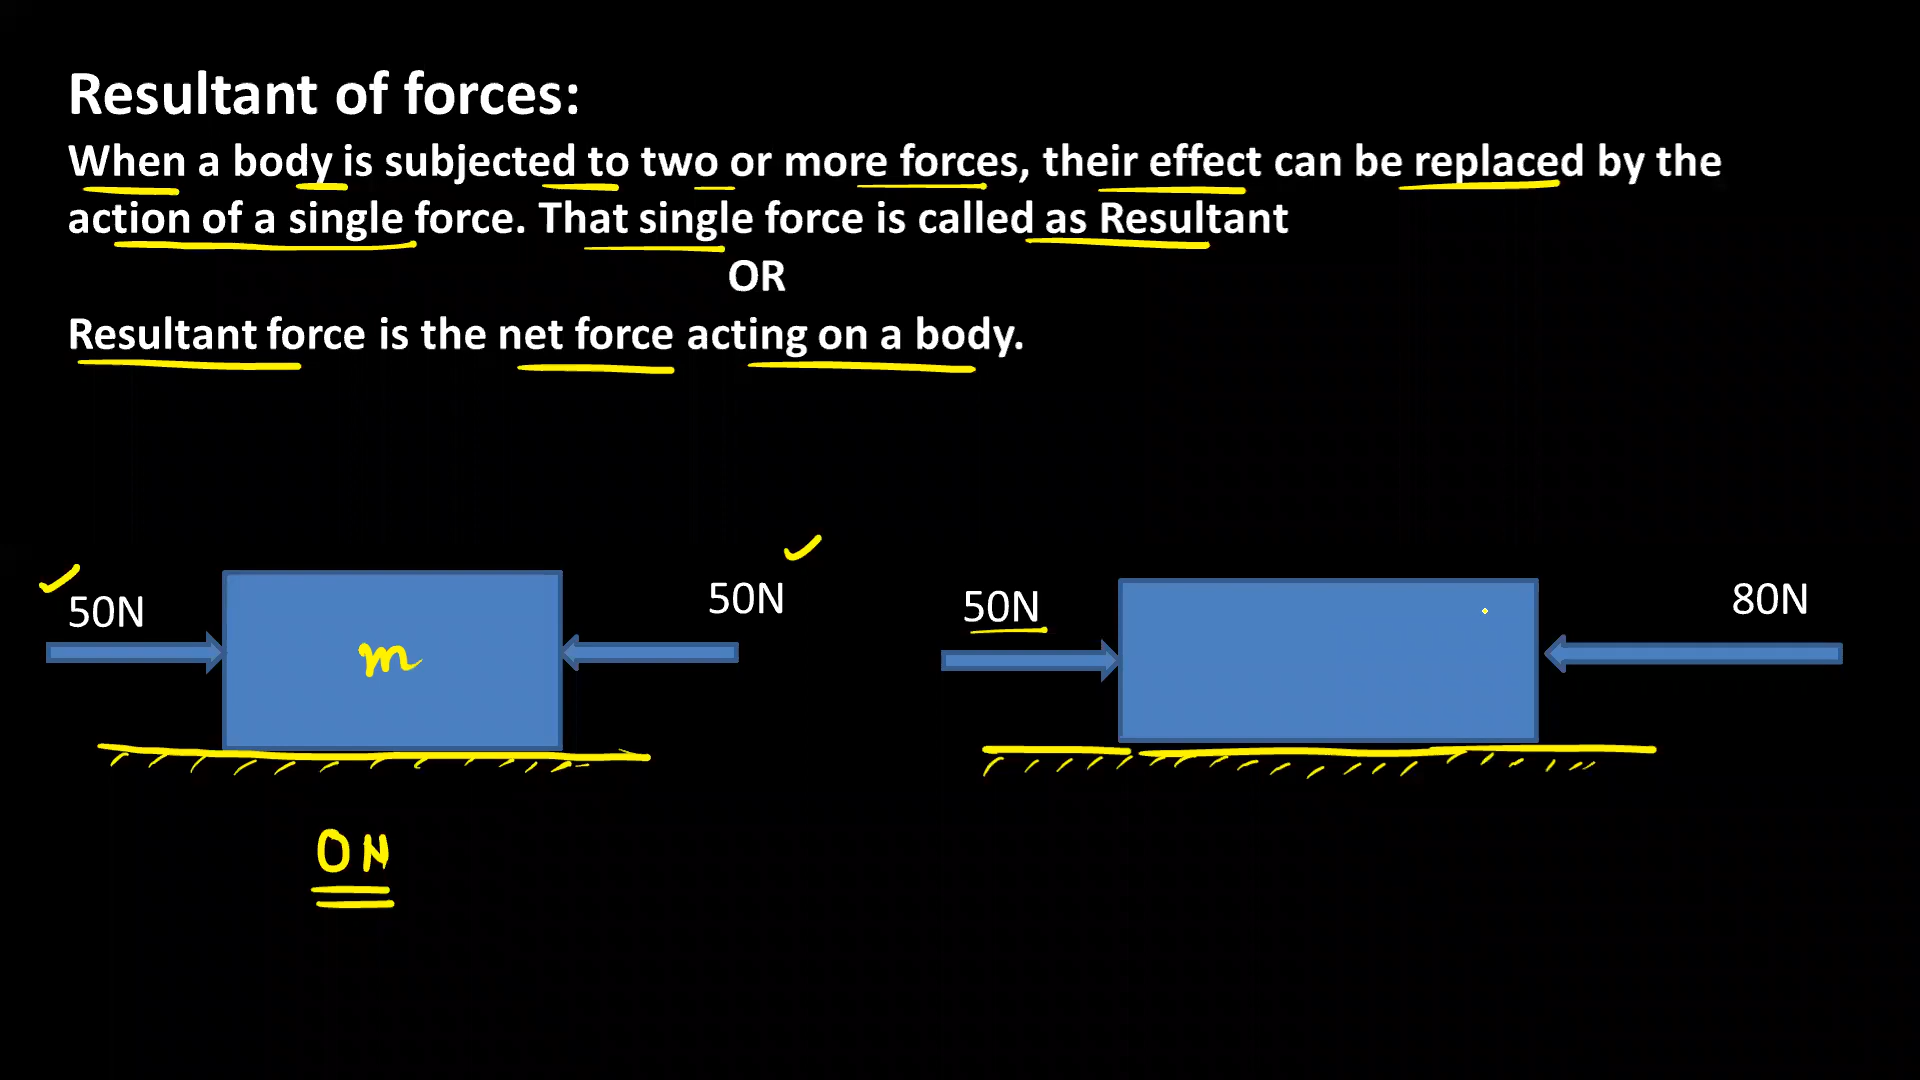 Resultant of forces:
When a body is subjected to two or more forces, their effect can be replaced by the
action of a single force. That single force is called as Resultant
OR
Resultant force is the net force acting on a body.
50N
50N
50N
80N
m
ON